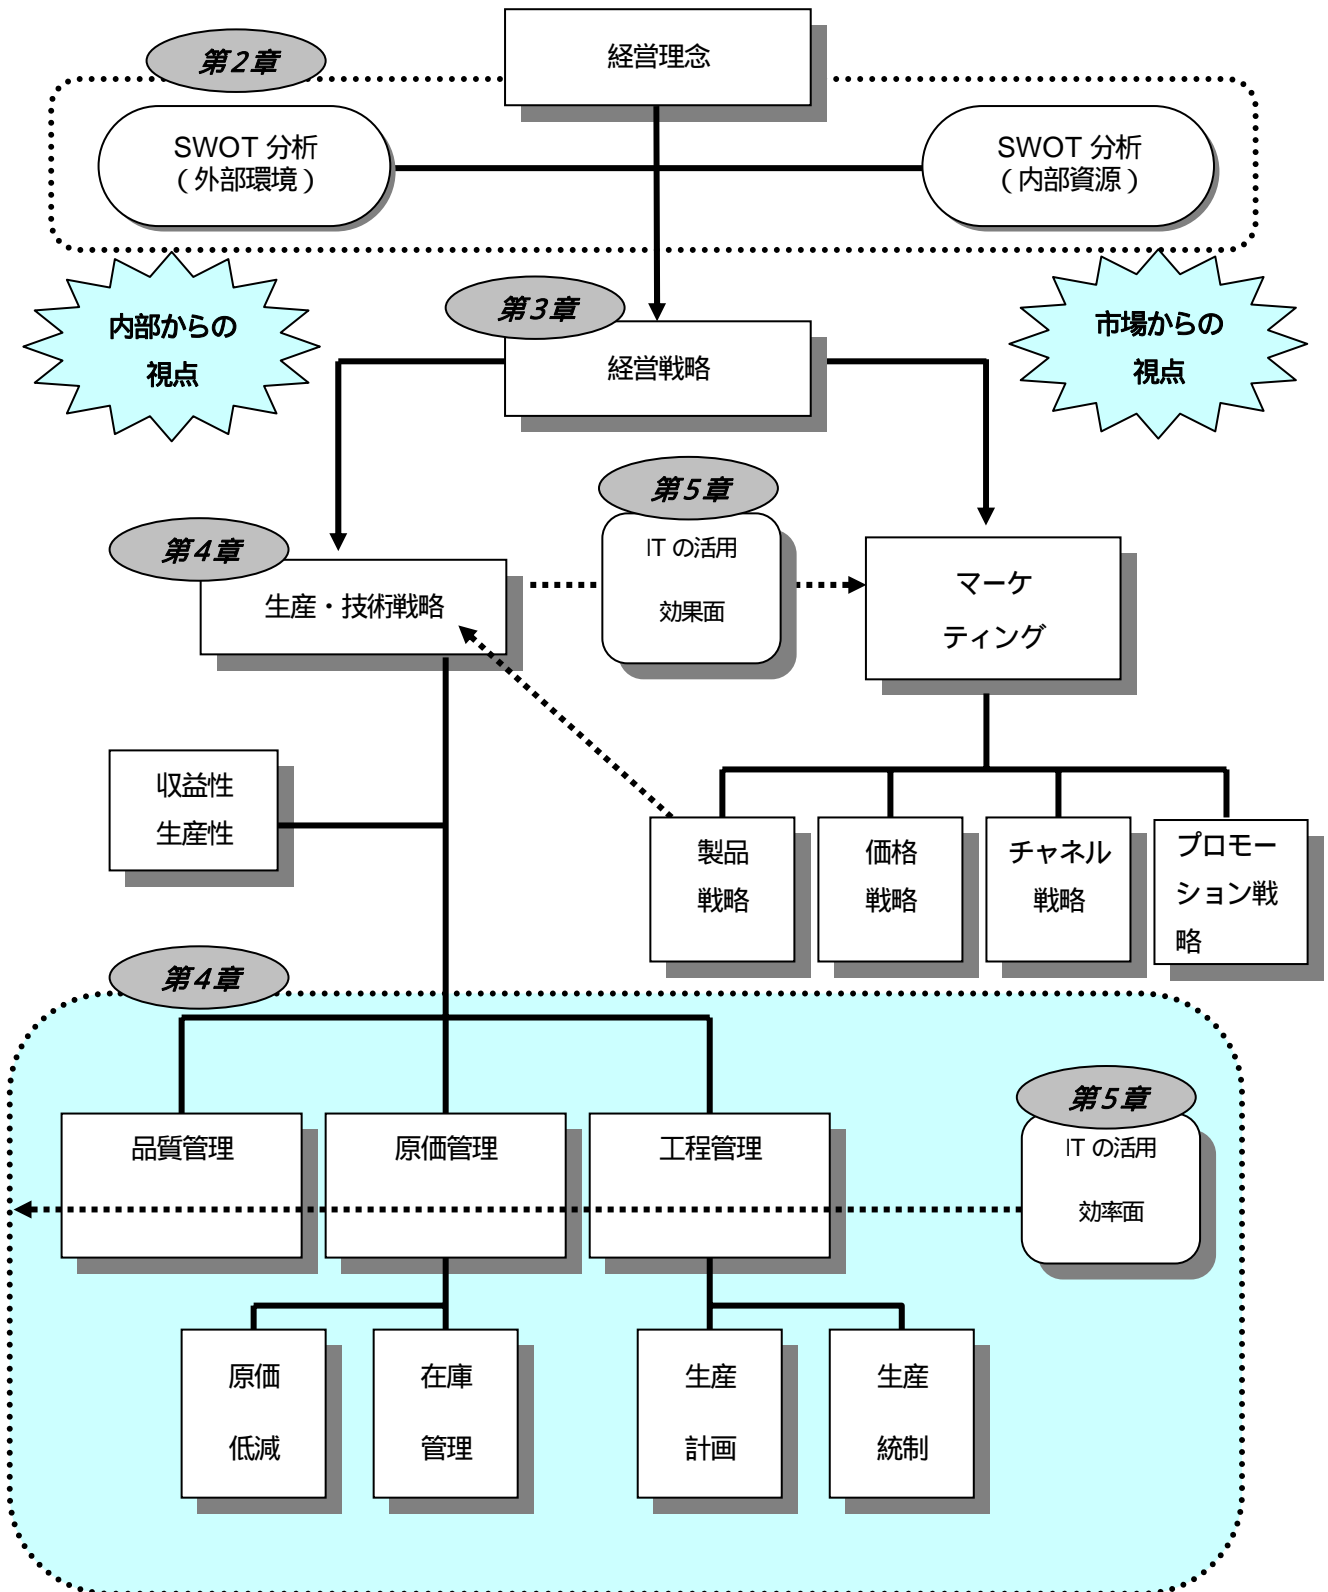 経営理念
第2章
SWOT 分析
（外部環境）
SWOT 分析
（内部資源）
内部からの
視点
第3章
経営戦略
市場からの
視点
第5章
IT の活用
効果面
第4章
生産・技術戦略
マーケ
ティング
収益性
生産性
製品
戦略
価格
戦略
チャネル
戦略
プロモー
ション戦
略
第4章
品質管理
原価管理
工程管理
第5章
IT の活用
効率面
原価
低減
在庫
管理
生産
計画
生産
統制